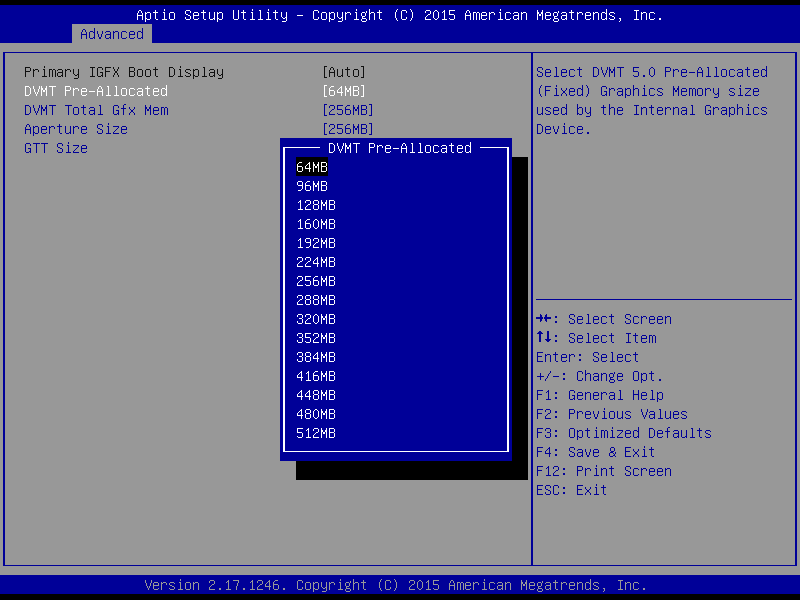 Aptio Setup Utility – Copyright (C) 2015 American Megatrends, Inc.
Advanced
Primary IGFX Boot Display [Auto]
DVMT Pre–Allocated [64MB]
DVMT Total Gfx Mem [256MB]
Aperture Size [256MB]
GTT Size
DVMT Pre–Allocated
64MB
96MB
128MB
160MB
192MB
224MB
256MB
288MB
320MB
352MB
384MB
416MB
448MB
480MB
512MB
Select DVMT 5.0 Pre–Allocated
(Fixed) Graphics Memory size
used by the Internal Graphics
Device.
→←: Select Screen
↑↓: Select Item
Enter: Select
+/–: Change Opt.
F1: General Help
F2: Previous Values
F3: Optimized Defaults
F4: Save & Exit
F12: Print Screen
ESC: Exit
Version 2.17.1246. Copyright (C) 2015 American Megatrends, Inc.